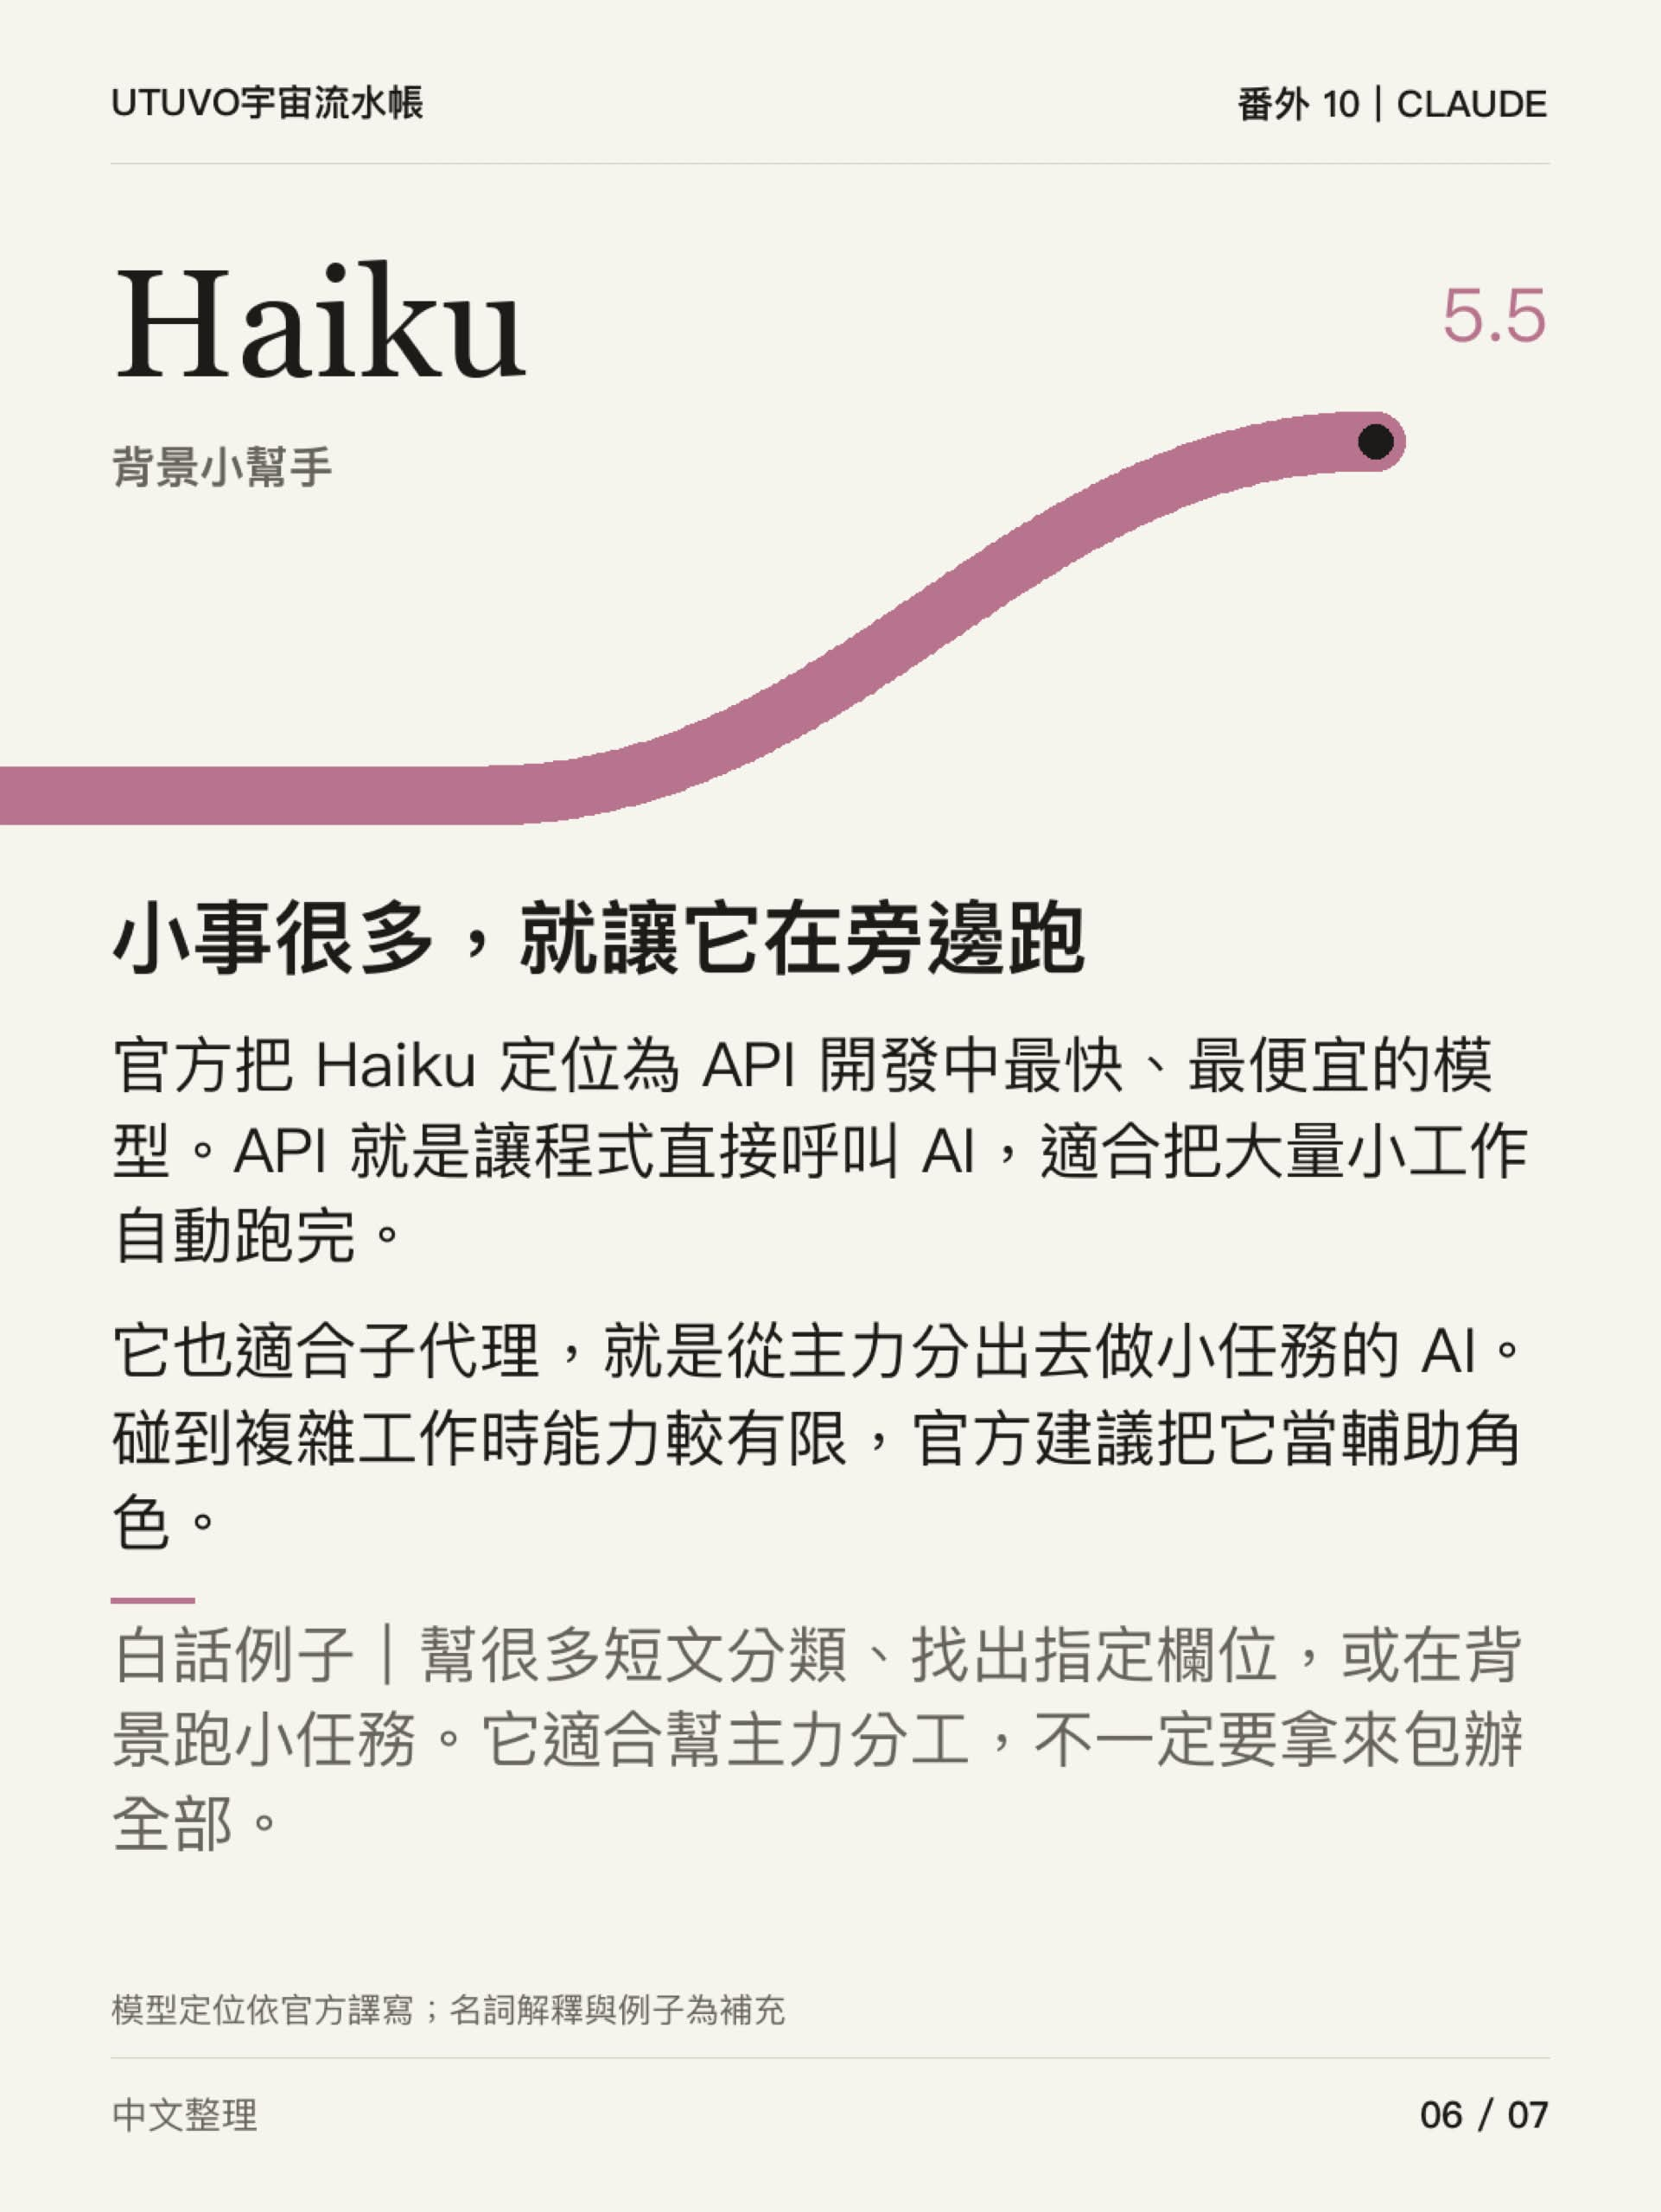 UTUVO宇宙流水帳
番外 10｜CLAUDE
Haiku
5.5
背景小幫手
小事很多，就讓它在旁邊跑
官方把 Haiku 定位為 API 開發中最快、最便宜的模
型。API 就是讓程式直接呼叫 AI，適合把大量小工作
自動跑完。
它也適合子代理，就是從主力分出去做小任務的 AI。
碰到複雜工作時能力較有限，官方建議把它當輔助角
色。
白話例子｜幫很多短文分類、找出指定欄位，或在背
景跑小任務。它適合幫主力分工，不一定要拿來包辦
全部。
模型定位依官方譯寫；名詞解釋與例子為補充
中文整理
06 / 07